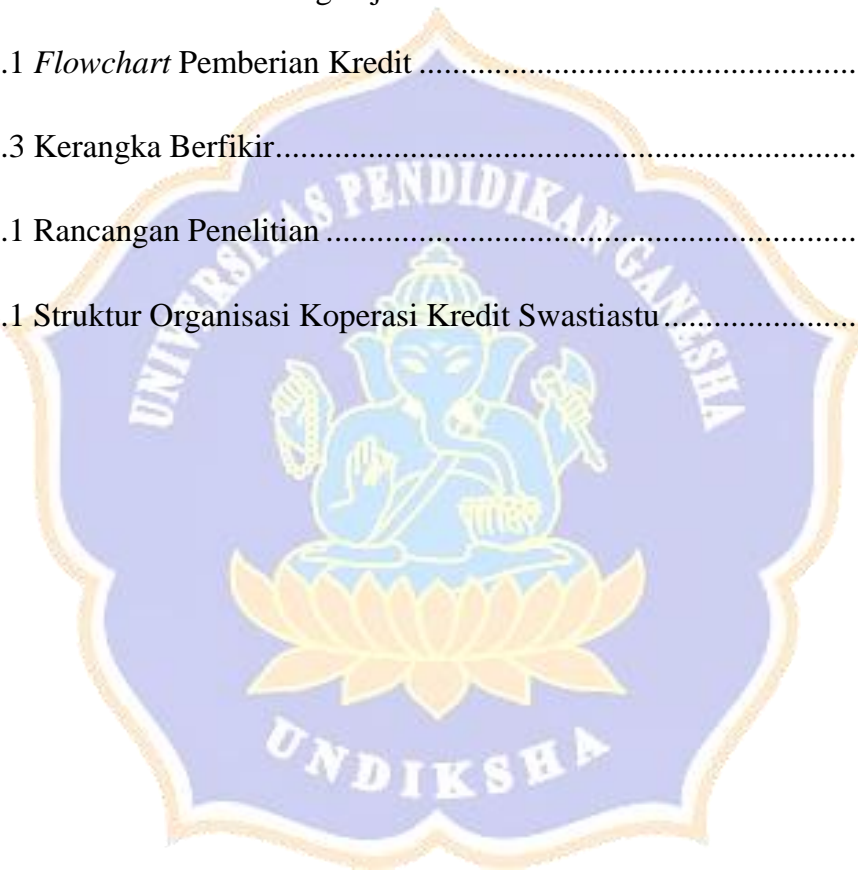 .1 Flowchart Pemberian Kredit ......................................................
.3 Kerangka Berfikir.......................................................................
.1 Rancangan Penelitian .................................................................
.1 Struktur Organisasi Koperasi Kredit Swastiastu.......................
UNIVERSITAS PENDIDIKAN GANESHA
UNDIKSHA